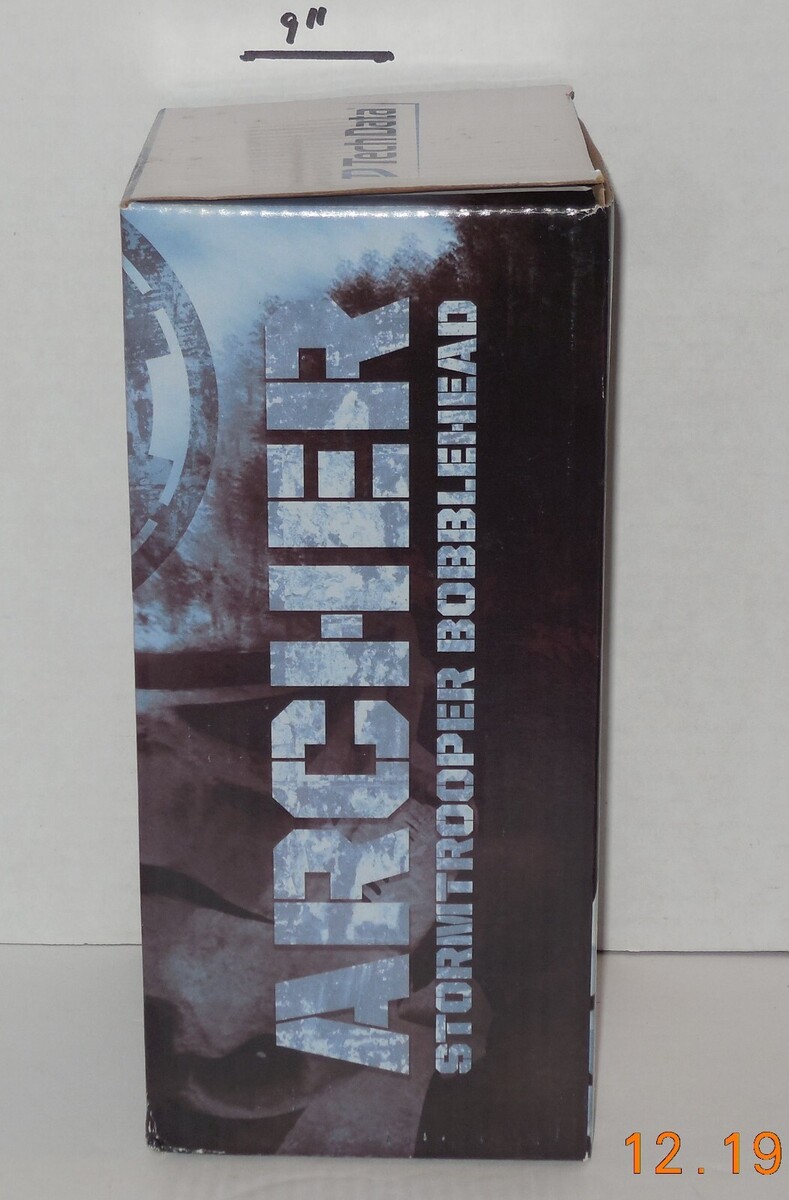 9"
TechData
ARCHER
STORMTROOPER BOBBLEHEAD
12.19